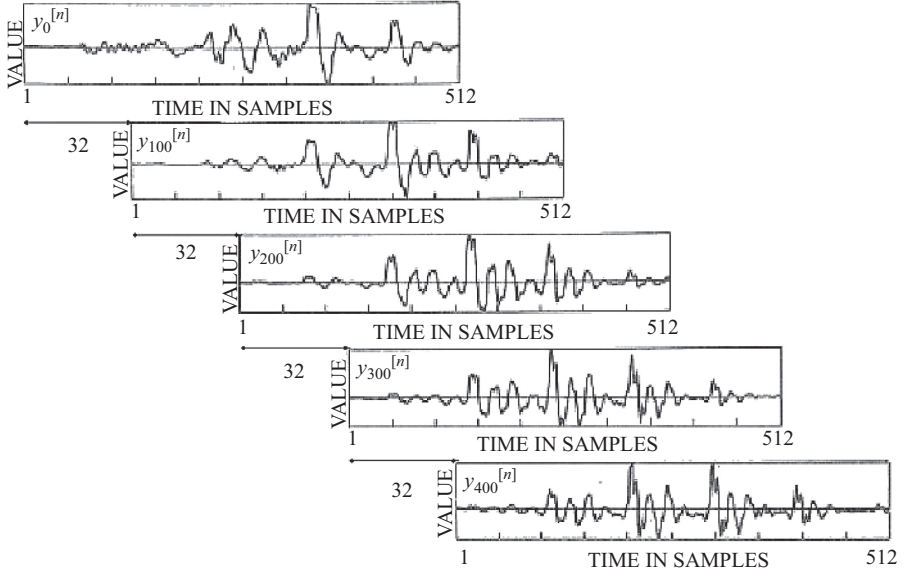 VALUE
y0[n]
1
512
TIME IN SAMPLES
32
VALUE
y100[n]
1
512
TIME IN SAMPLES
32
VALUE
y200[n]
1
512
TIME IN SAMPLES
32
VALUE
y300[n]
1
512
TIME IN SAMPLES
32
VALUE
y400[n]
1
512
TIME IN SAMPLES